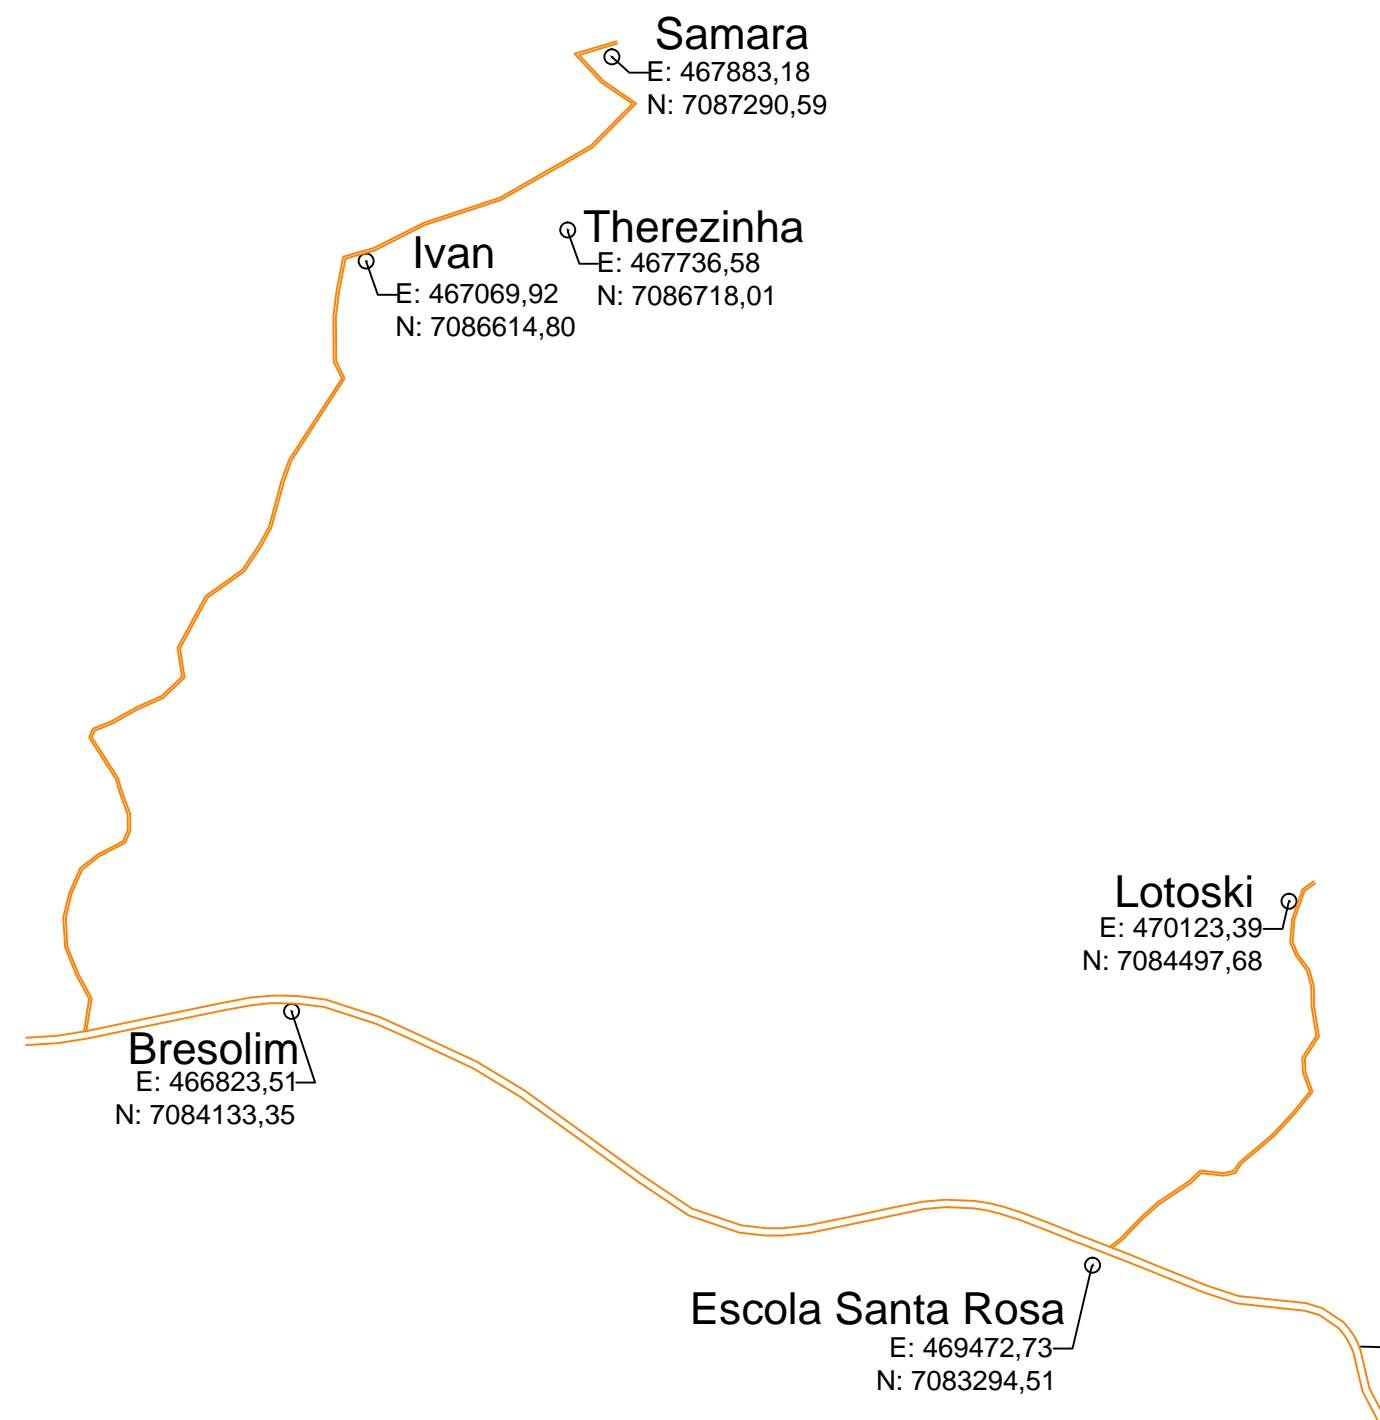 Samara
E: 467883,18
N: 7087290,59
Therezinha
E: 467736,58
N: 7086718,01
Ivan
E: 467069,92
N: 7086614,80
Lotoski
E: 470123,39
N: 7084497,68
Bresolim
E: 466823,51
N: 7084133,35
Escola Santa Rosa
E: 469472,73
N: 7083294,51